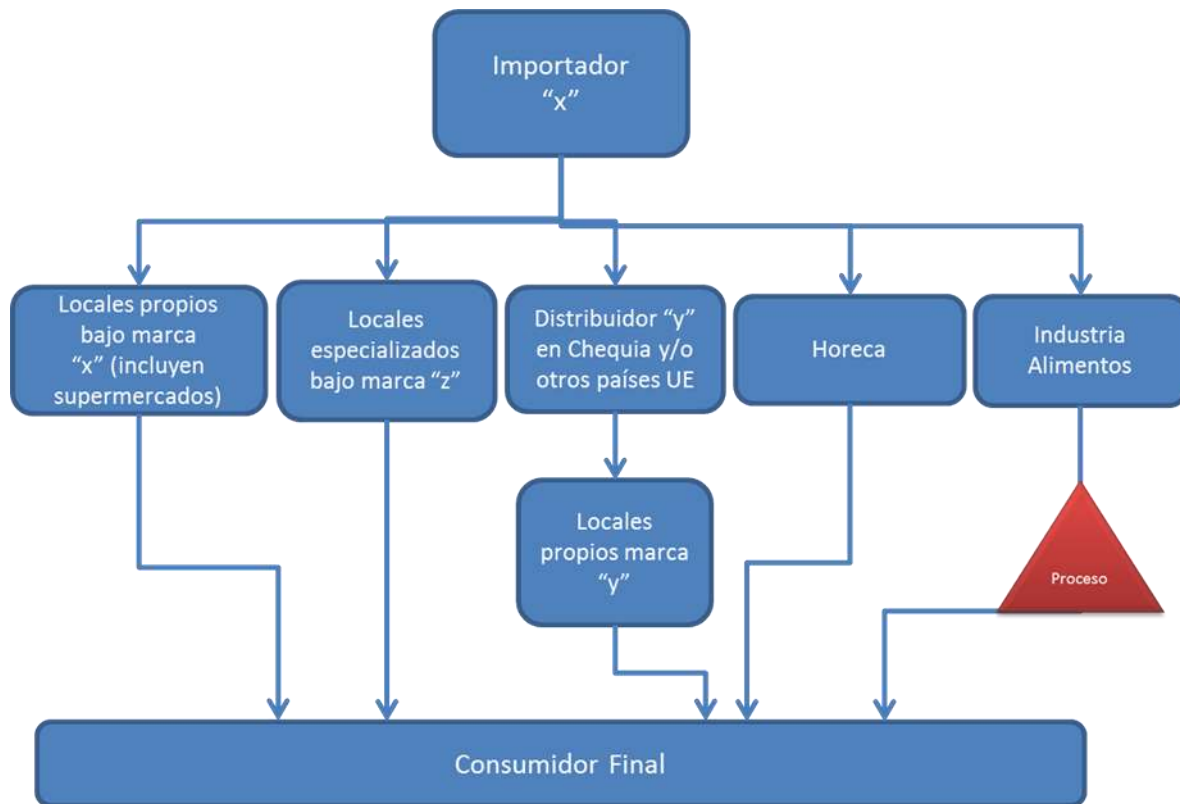 Importador
“x”
Locales propios
bajo marca
“x” (incluyen
supermercados)
Locales
especializados
bajo marca “z”
Distribuidor “y”
en Chequia y/o
otros países UE
Horeca
Industria
Alimentos
Locales
propios marca
“y”
Proceso
Consumidor Final